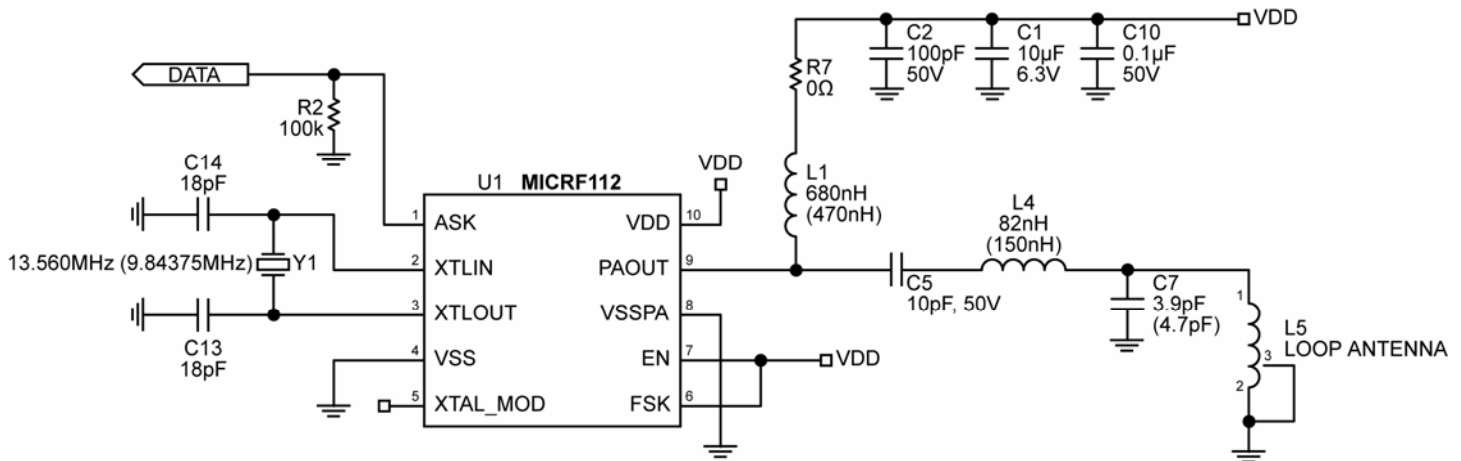 VDD
C2
100pF
50V
C1
10µF
6.3V
C10
0.1µF
50V
R7
0Ω
DATA
R2
100k
C14
18pF
VDD
L1
680nH
(470nH)
U1 MICRF112
L4
82nH
(150nH)
1 ASK
VDD 10
13.560MHz (9.84375MHz) Y1
2 XTLIN
PAOUT 9
C5
10pF, 50V
C7
3.9pF
(4.7pF)
1
3
2
L5
LOOP ANTENNA
3 XTLOUT
VSSPA 8
C13
18pF
4 VSS
EN 7
VDD
5 XTAL_MOD
FSK 6